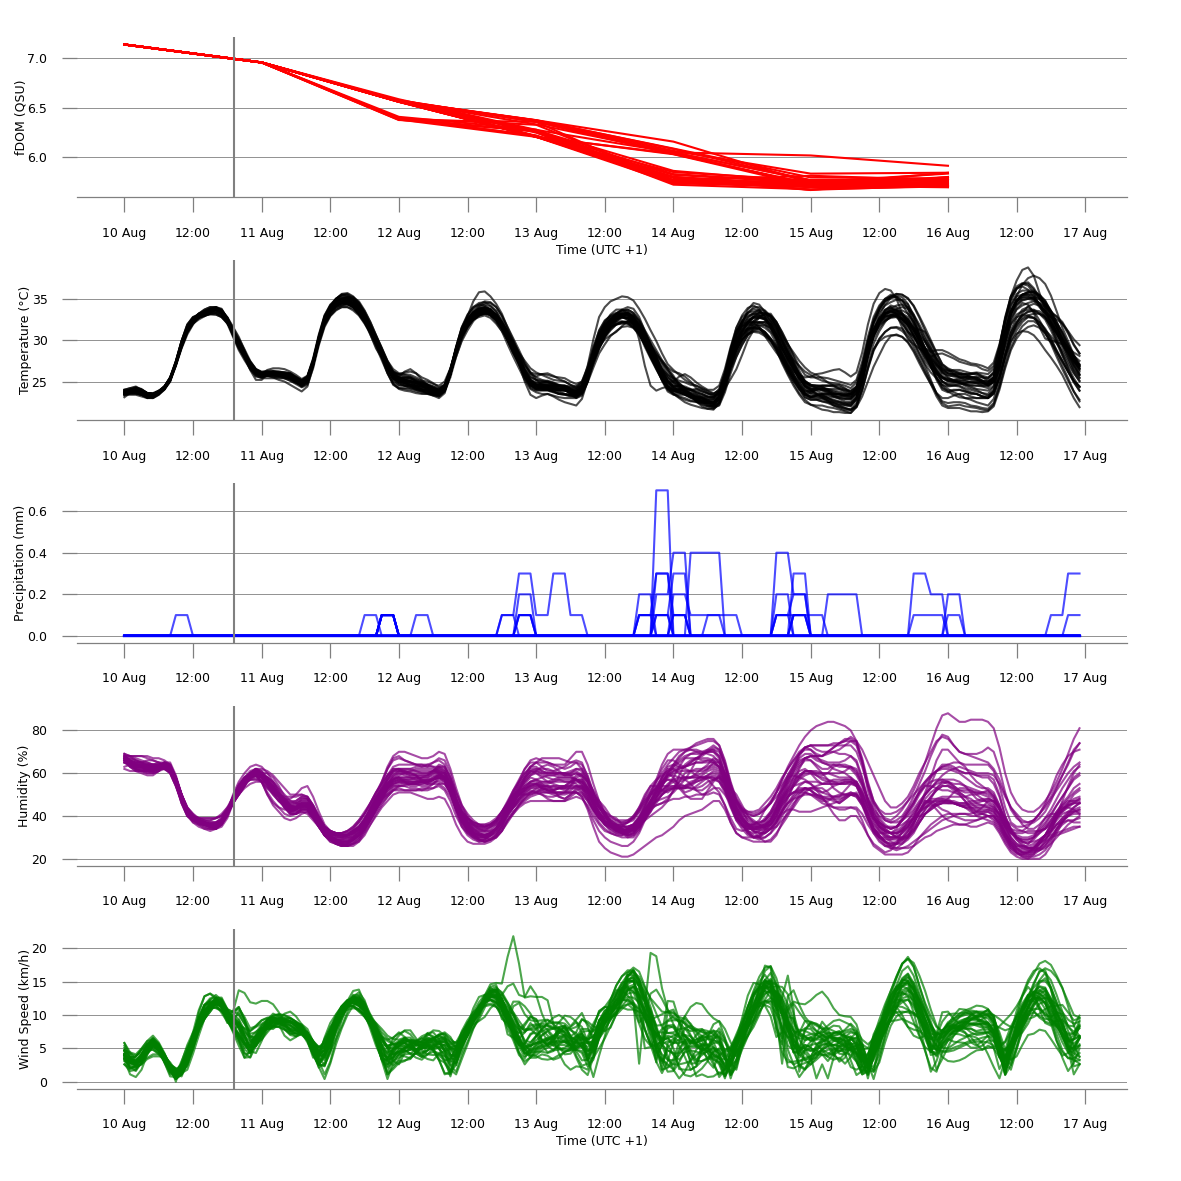 fDOM (QSU)
7.0
6.5
6.0
10 Aug 12:00 11 Aug 12:00 12 Aug 12:00 13 Aug 12:00 14 Aug 12:00 15 Aug 12:00 16 Aug 12:00 17 Aug
Time (UTC +1)
Temperature (°C)
35
30
25
10 Aug 12:00 11 Aug 12:00 12 Aug 12:00 13 Aug 12:00 14 Aug 12:00 15 Aug 12:00 16 Aug 12:00 17 Aug
Precipitation (mm)
0.6
0.4
0.2
0.0
10 Aug 12:00 11 Aug 12:00 12 Aug 12:00 13 Aug 12:00 14 Aug 12:00 15 Aug 12:00 16 Aug 12:00 17 Aug
Humidity (%)
80
60
40
20
10 Aug 12:00 11 Aug 12:00 12 Aug 12:00 13 Aug 12:00 14 Aug 12:00 15 Aug 12:00 16 Aug 12:00 17 Aug
Wind Speed (km/h)
20
15
10
5
0
10 Aug 12:00 11 Aug 12:00 12 Aug 12:00 13 Aug 12:00 14 Aug 12:00 15 Aug 12:00 16 Aug 12:00 17 Aug
Time (UTC +1)